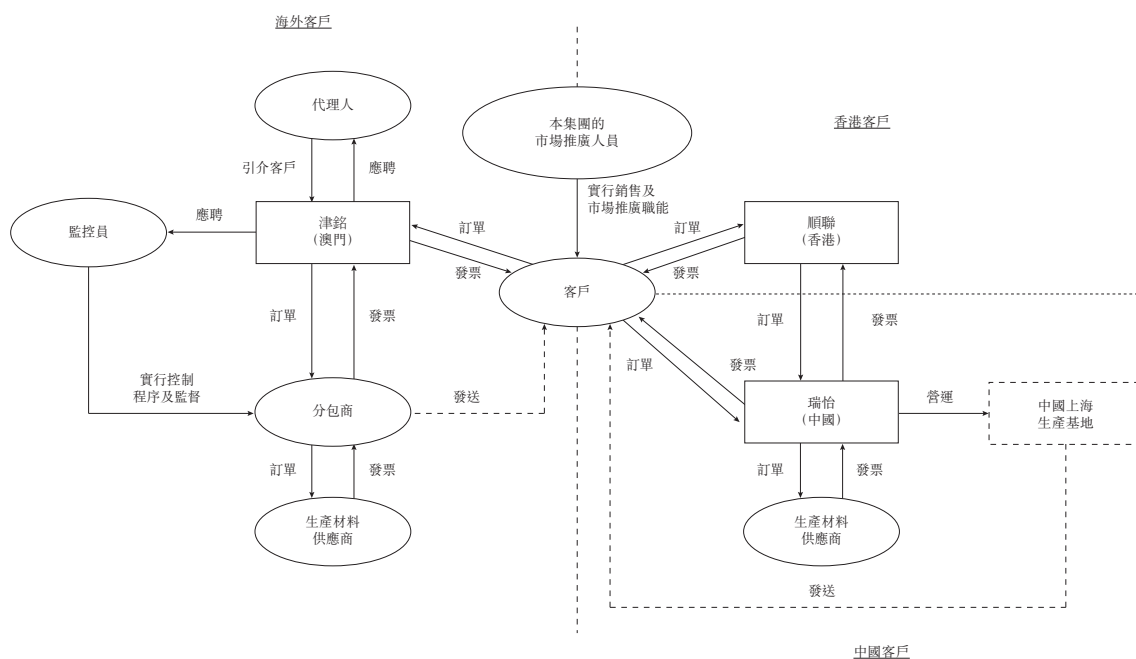 海外客戶
代理人
本集團的
市場推廣人員
香港客戶
引介客戶
應聘
實行銷售及
市場推廣職能
應聘
監控員
津銘
(澳門)
訂單
訂單
順聯
(香港)
發票
發票
客戶
訂單
發票
訂單
發票
發票
訂單
實行控制
程序及監督
分包商
發送
瑞怡
(中國)
營運
中國上海
生產基地
訂單
發票
訂單
發票
生產材料
供應商
生產材料
供應商
發送
中國客戶